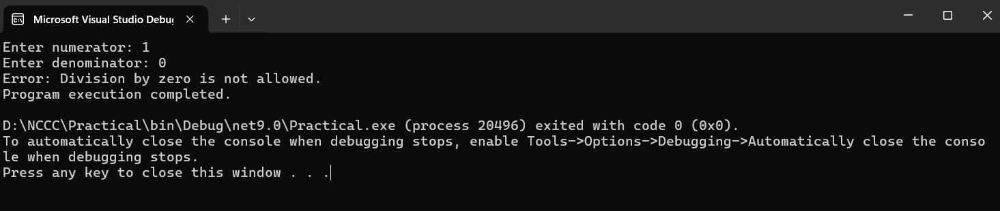 Microsoft Visual Studio Debug
Enter numerator: 1
Enter denominator: 0
Error: Division by zero is not allowed.
Program execution completed.
D:\NCCC\Practical\bin\Debug\net9.0\Practical.exe (process 20496) exited with code 0 (0x0).
To automatically close the console when debugging stops, enable Tools->Options->Debugging->Automatically close the conso
le when debugging stops.
Press any key to close this window . . .